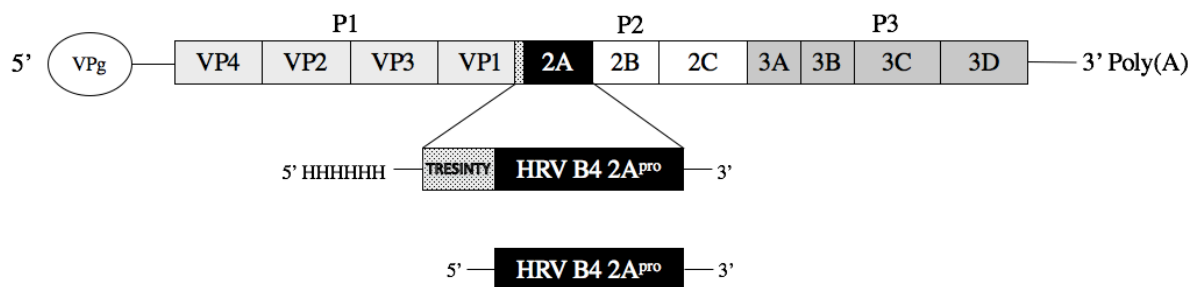 P1 P2 P3
5’ VPg VP4 VP2 VP3 VP1 2A 2B 2C 3A 3B 3C 3D 3’ Poly(A)
5’ HHHHHH TRESINTY HRV B4 2Aᵖʳᵒ 3’
5’ HRV B4 2Aᵖʳᵒ 3’